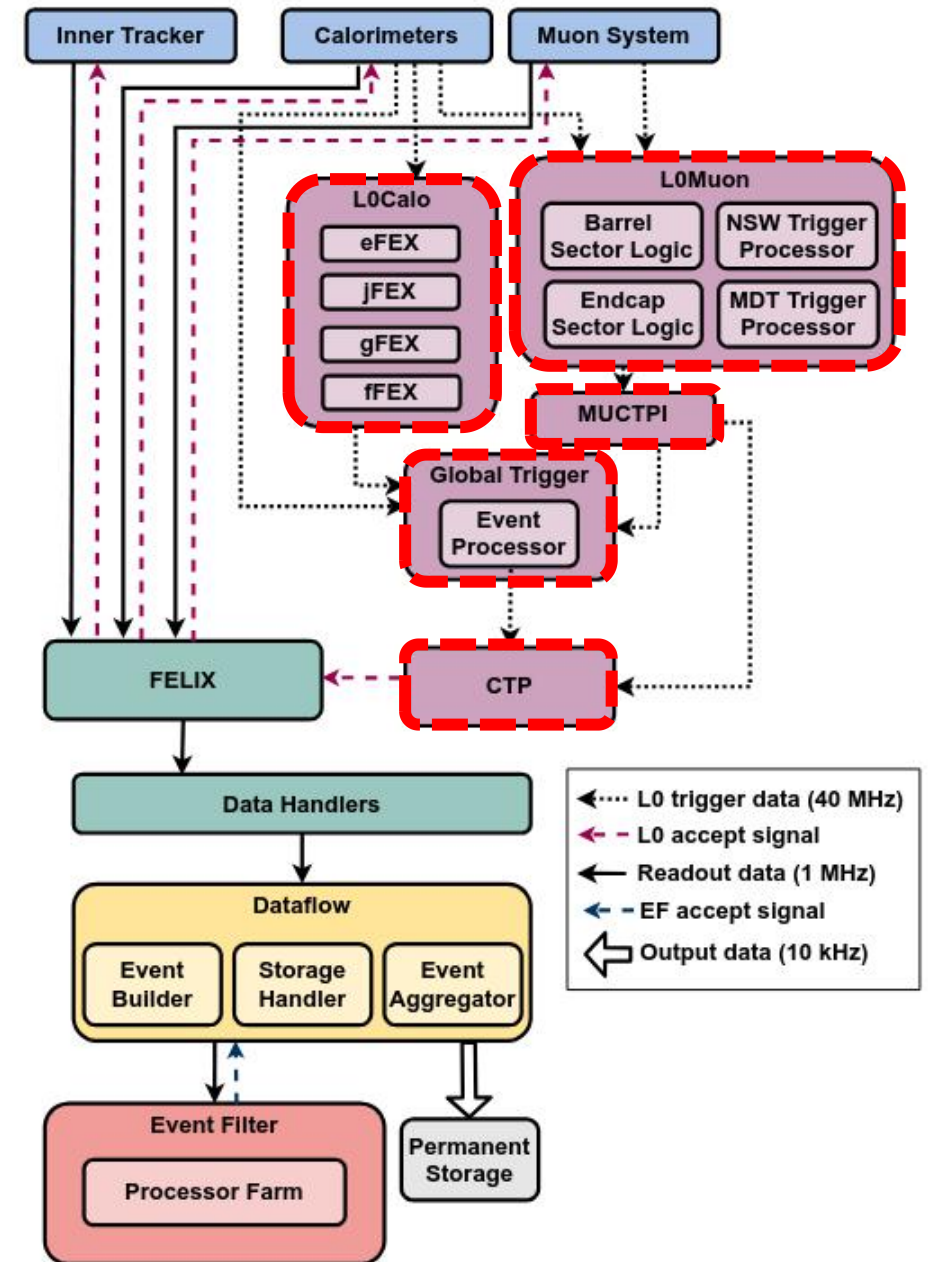 Inner Tracker
Calorimeters
Muon System
L0Calo
eFEX
jFEX
gFEX
fFEX
L0Muon
Barrel
Sector Logic
NSW Trigger
Processor
Endcap
Sector Logic
MDT Trigger
Processor
MUCTPI
Global Trigger
Event
Processor
CTP
FELIX
Data Handlers
Dataflow
Event
Builder
Storage
Handler
Event
Aggregator
Event Filter
Processor Farm
Permanent
Storage
L0 trigger data (40 MHz)
L0 accept signal
Readout data (1 MHz)
EF accept signal
Output data (10 kHz)